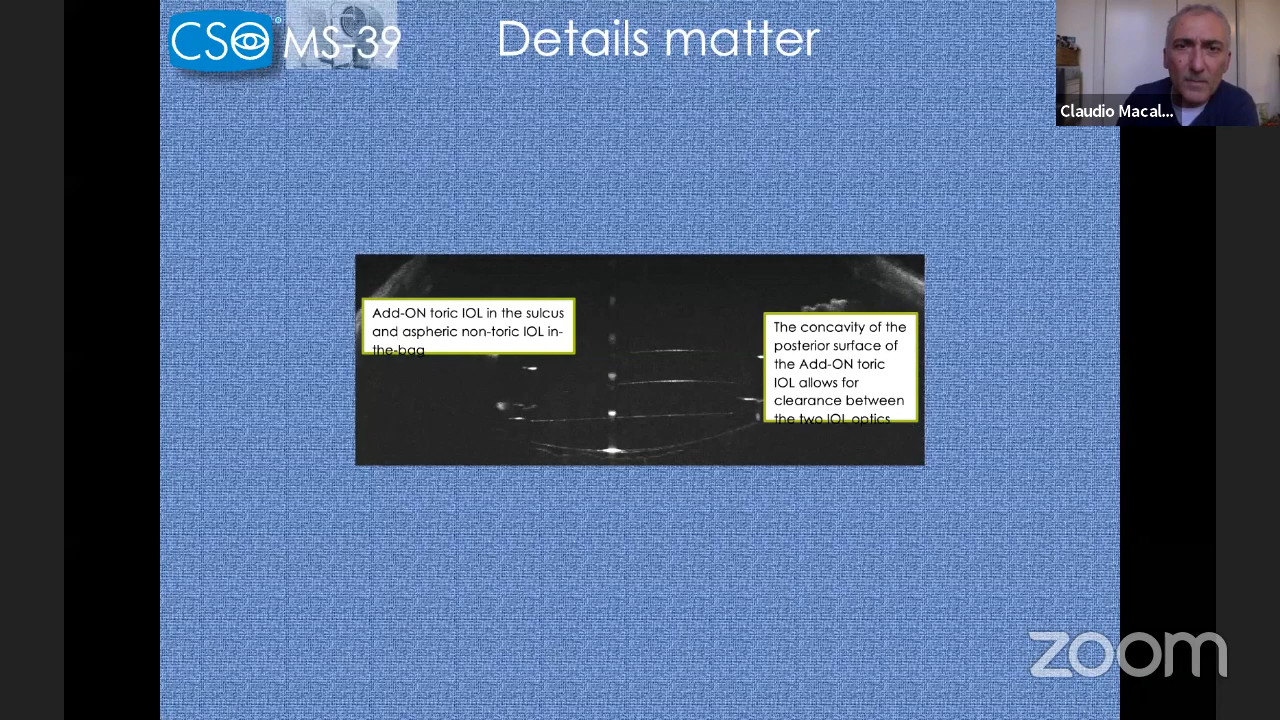 CSO MS-39
Details matter
Claudio Macal...
Add-ON toric IOL in the sulcus
and aspheric non-toric IOL in-
the-bag
The concavity of the
posterior surface of
the Add-ON toric
IOL allows for
clearance between
the two IOL optics
zoom